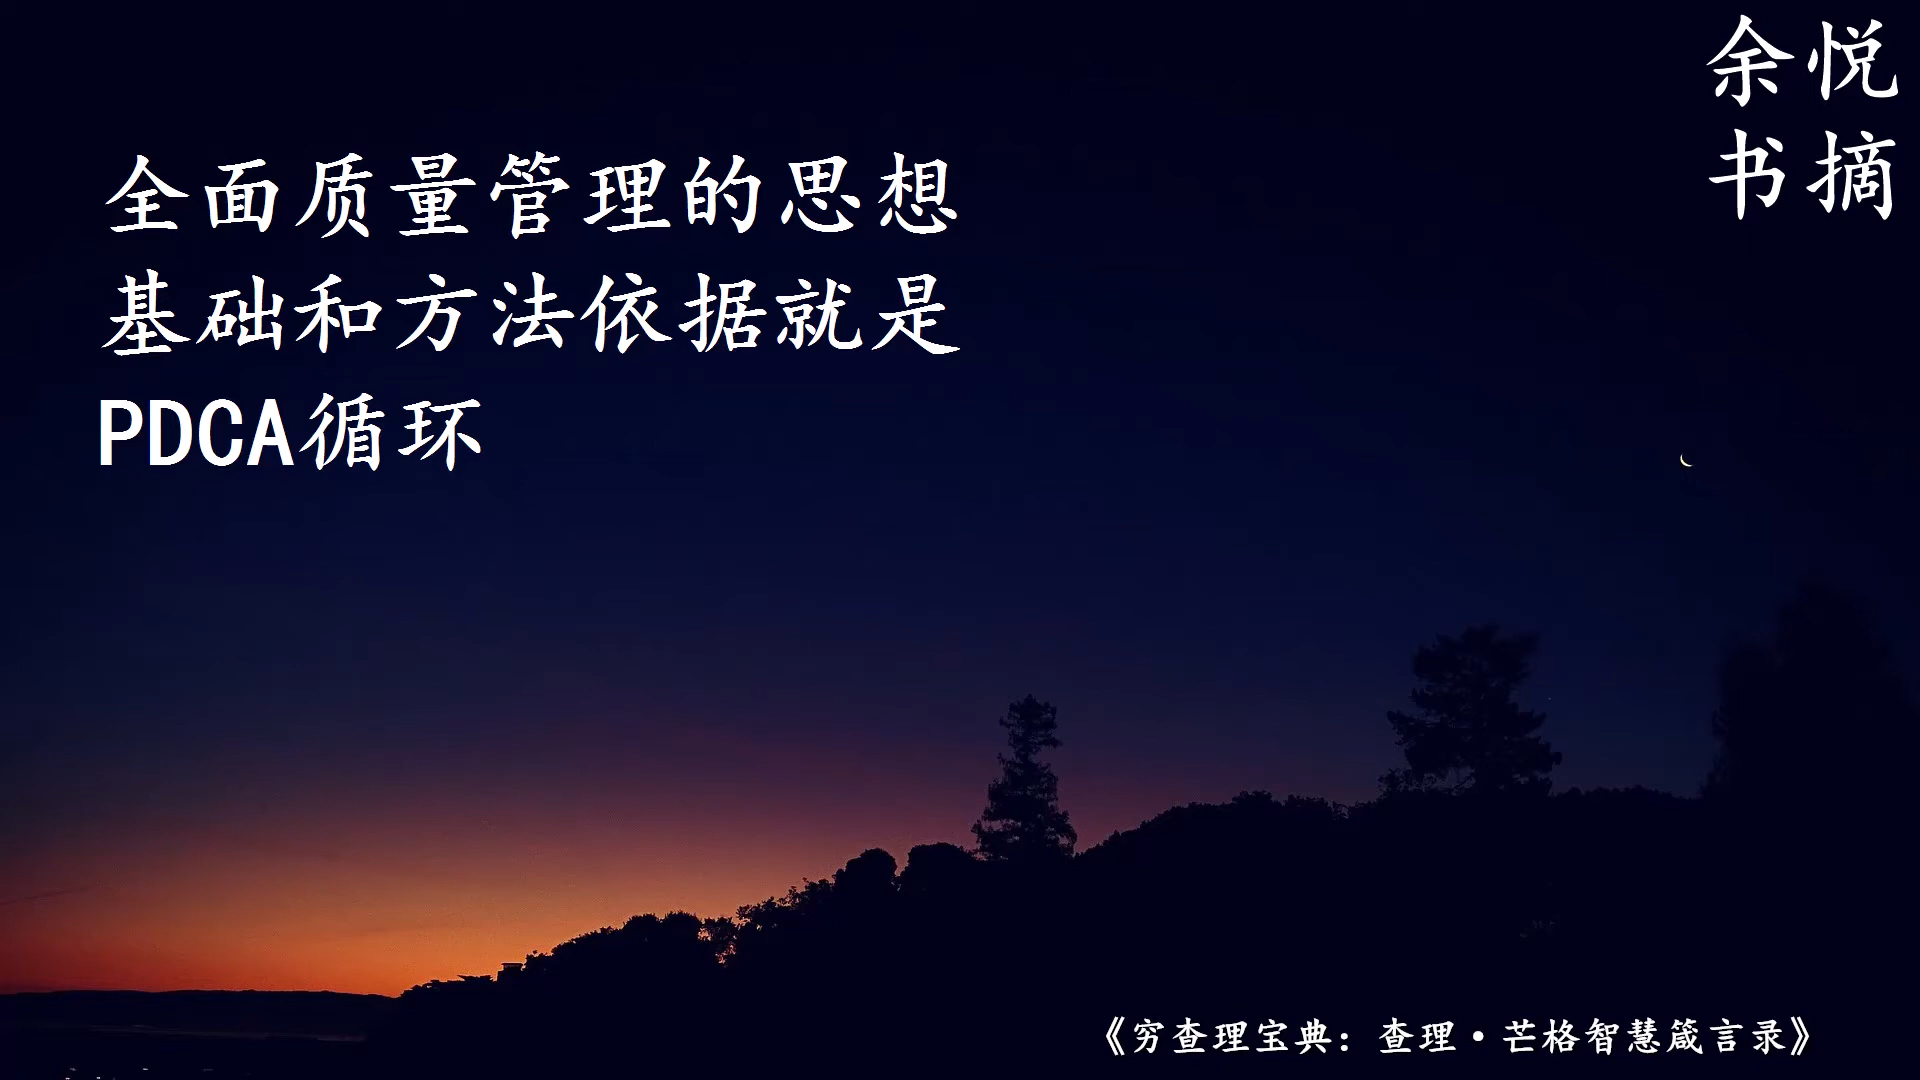 余悦
书摘
全面质量管理的思想
基础和方法依据就是
PDCA循环
《穷查理宝典：查理·芒格智慧箴言录》